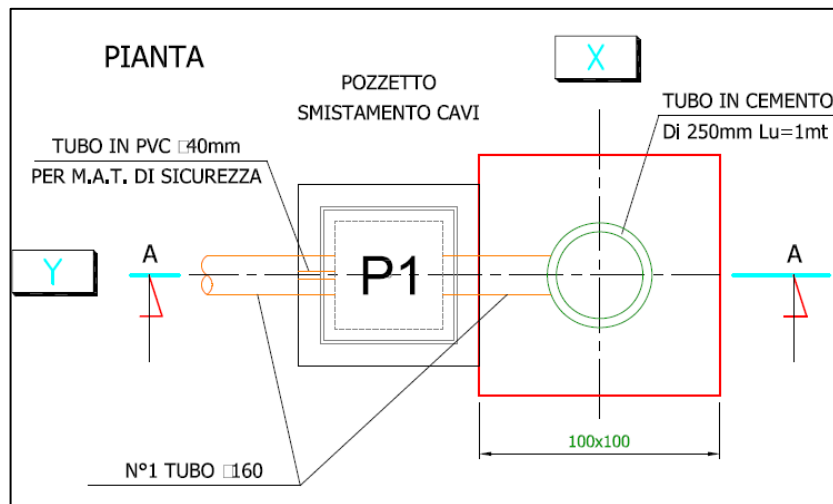 PIANTA
X
POZZETTO
SMISTAMENTO CAVI
TUBO IN CEMENTO
Di 250mm Lu=1mt
TUBO IN PVC □40mm
PER M.A.T. DI SICUREZZA
A
A
Y
P1
100x100
N°1 TUBO □160